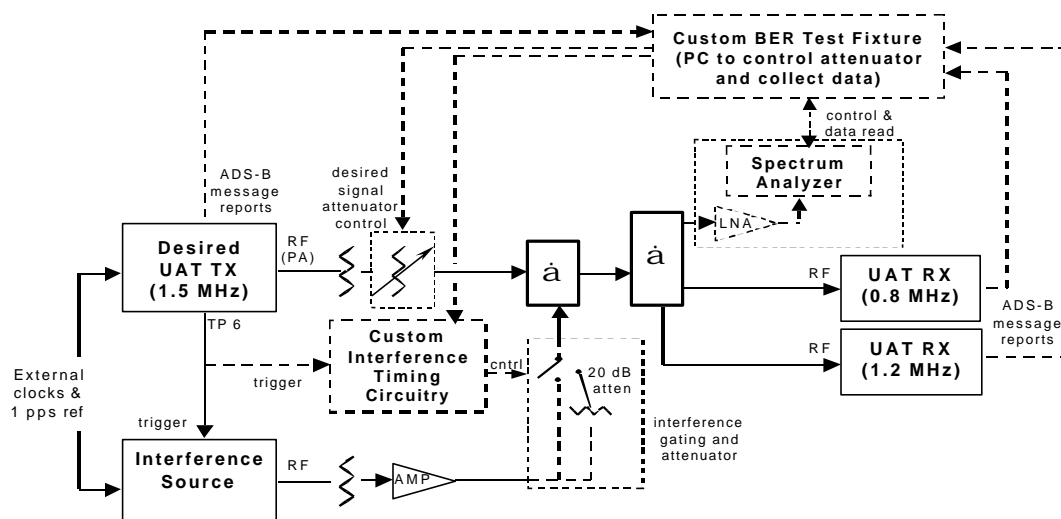 Custom BER Test Fixture
(PC to control attenuator
and collect data)
control &
data read
Spectrum
Analyzer
LNA
ADS-B
message
reports
desired
signal
attenuator
control
Desired
UAT TX
(1.5 MHz)
RF
(PA)
ȧ
ȧ
RF
UAT RX
(0.8 MHz)
RF
UAT RX
(1.2 MHz)
ADS-B
message
reports
TP 6
Custom
Interference
Timing
Circuitry
trigger
cntrl
20 dB
atten
External
clocks &
1 pps ref
trigger
interference
gating and
attenuator
Interference
Source
RF
AMP